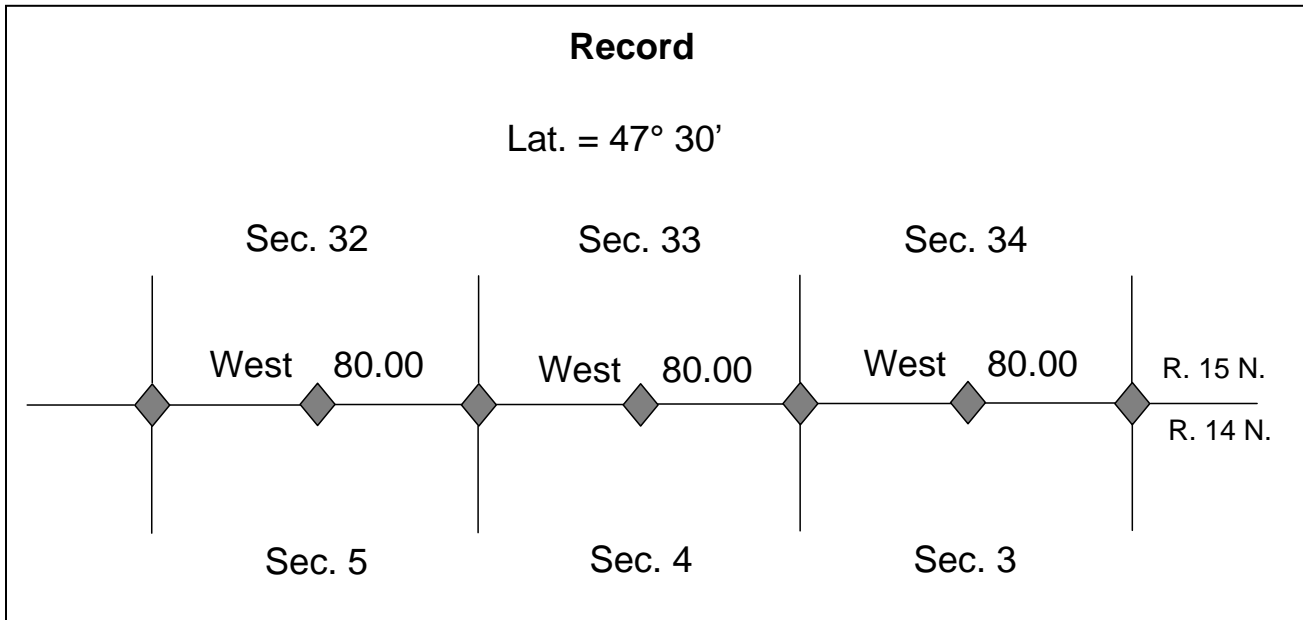 Record
Lat. = 47° 30’
Sec. 32 Sec. 33 Sec. 34
West 80.00 West 80.00 West 80.00 R. 15 N.
R. 14 N.
Sec. 5 Sec. 4 Sec. 3